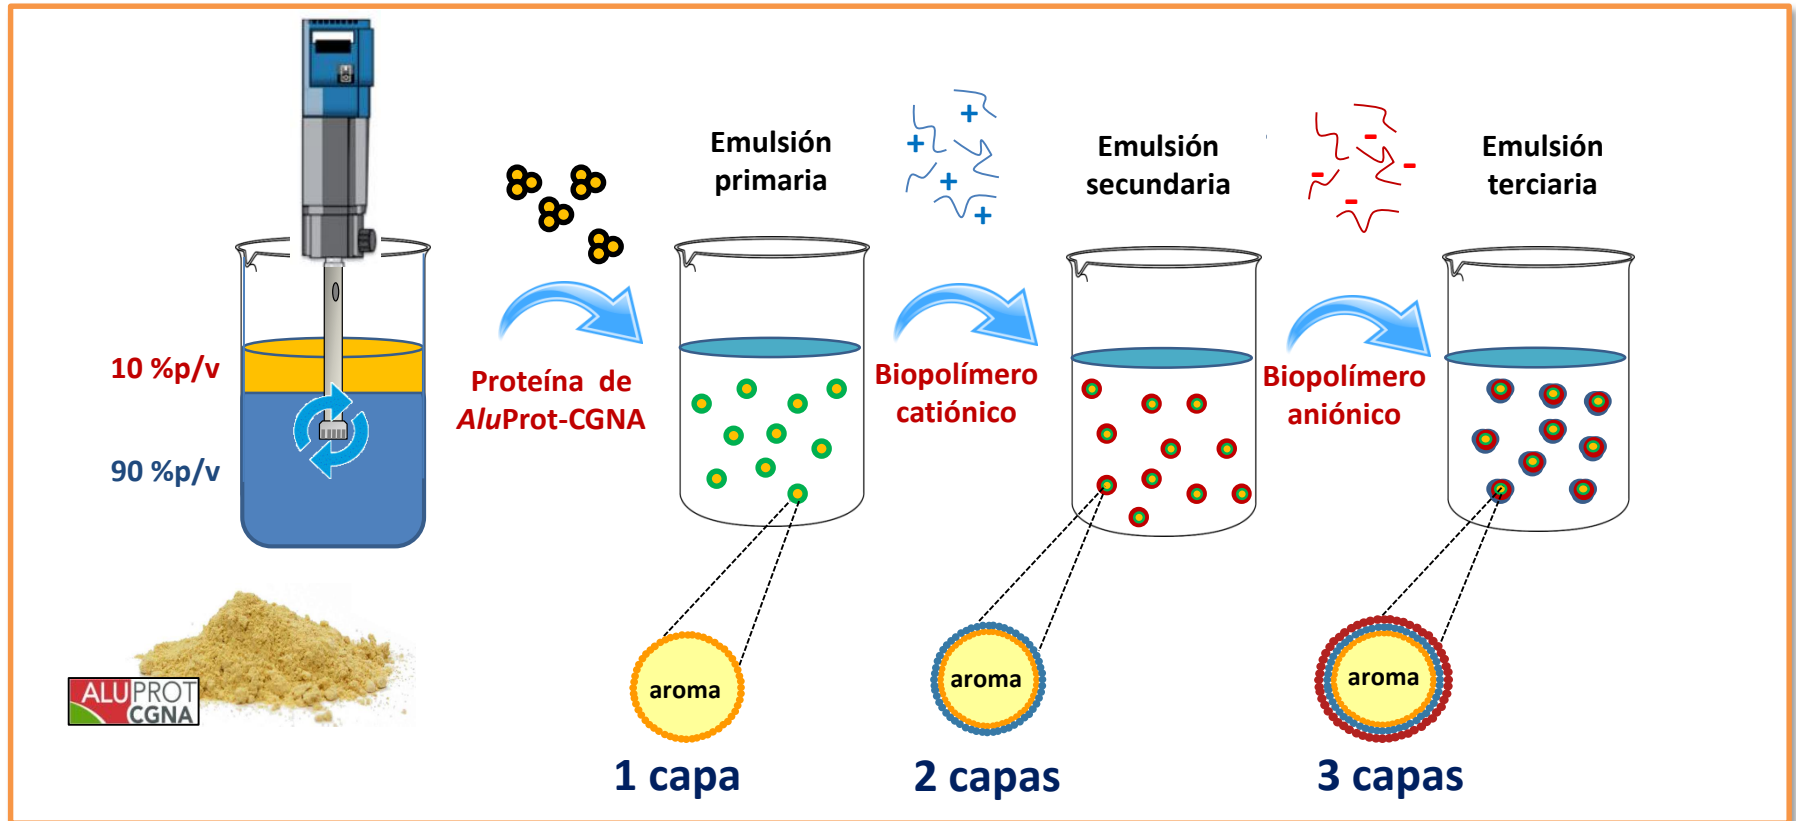 10 %p/v
90 %p/v
ALUPROT
CGNA
Proteína de
AluProt-CGNA
Emulsión
primaria
+
+
+
+
Biopolímero
catiónico
Emulsión
secundaria
-
-
-
-
Biopolímero
aniónico
Emulsión
terciaria
aroma
1 capa
aroma
2 capas
aroma
3 capas